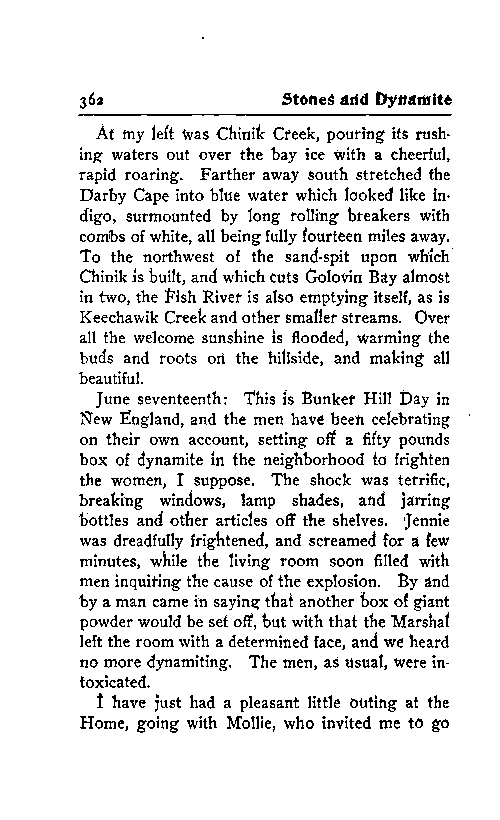 362 Stones and Dynamite
At my left was Chinik Creek, pouring its rush-
ing waters out over the bay ice with a cheerful,
rapid roaring. Farther away south stretched the
Darby Cape into blue water which looked like in-
digo, surmounted by long rolling breakers with
combs of white, all being fully fourteen miles away.
To the northwest of the sand-spit upon which
Chinik is built, and which cuts Golovin Bay almost
in two, the Fish River is also emptying itself, as is
Keechawik Creek and other smaller streams. Over
all the welcome sunshine is flooded, warming the
buds and roots on the hillside, and making all
beautiful.
June seventeenth: This is Bunker Hill Day in
New England, and the men have been celebrating
on their own account, setting off a fifty pounds
box of dynamite in the neighborhood to frighten
the women, I suppose. The shock was terrific,
breaking windows, lamp shades, and jarring
bottles and other articles off the shelves. Jennie
was dreadfully frightened, and screamed for a few
minutes, while the living room soon filled with
men inquiring the cause of the explosion. By and
by a man came in saying that another box of giant
powder would be set off, but with that the Marshal
left the room with a determined face, and we heard
no more dynamiting. The men, as usual, were in-
toxicated.
I have just had a pleasant little outing at the
Home, going with Mollie, who invited me to go